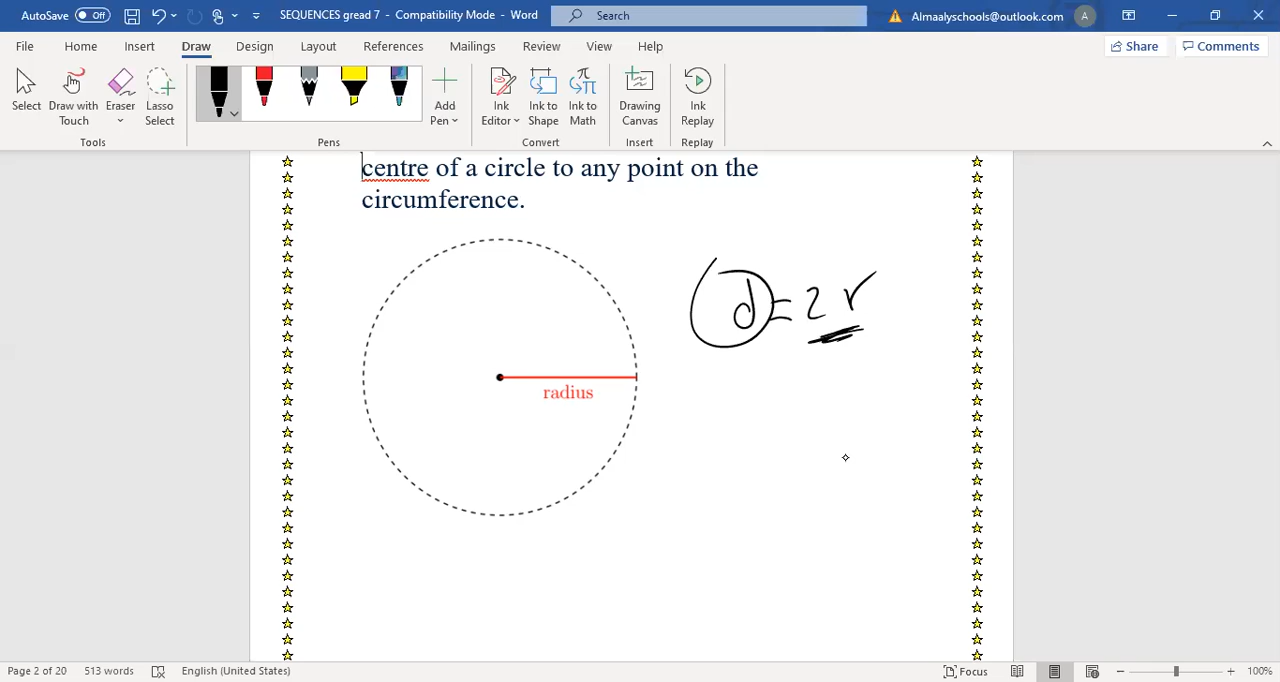 AutoSave Off SEQUENCES gread 7 - Compatibility Mode - Word Search Almaalyschools@outlook.com A
File Home Insert Draw Design Layout References Mailings Review View Help Share Comments
Select Draw with Touch Eraser Lasso Select Add Pen Ink Editor Ink to Shape Ink to Math Drawing Canvas Ink Replay
Tools Pens Convert Insert Replay
centre of a circle to any point on the
circumference.
d = 2 r
radius
Page 2 of 20 513 words English (United States) Focus 100%